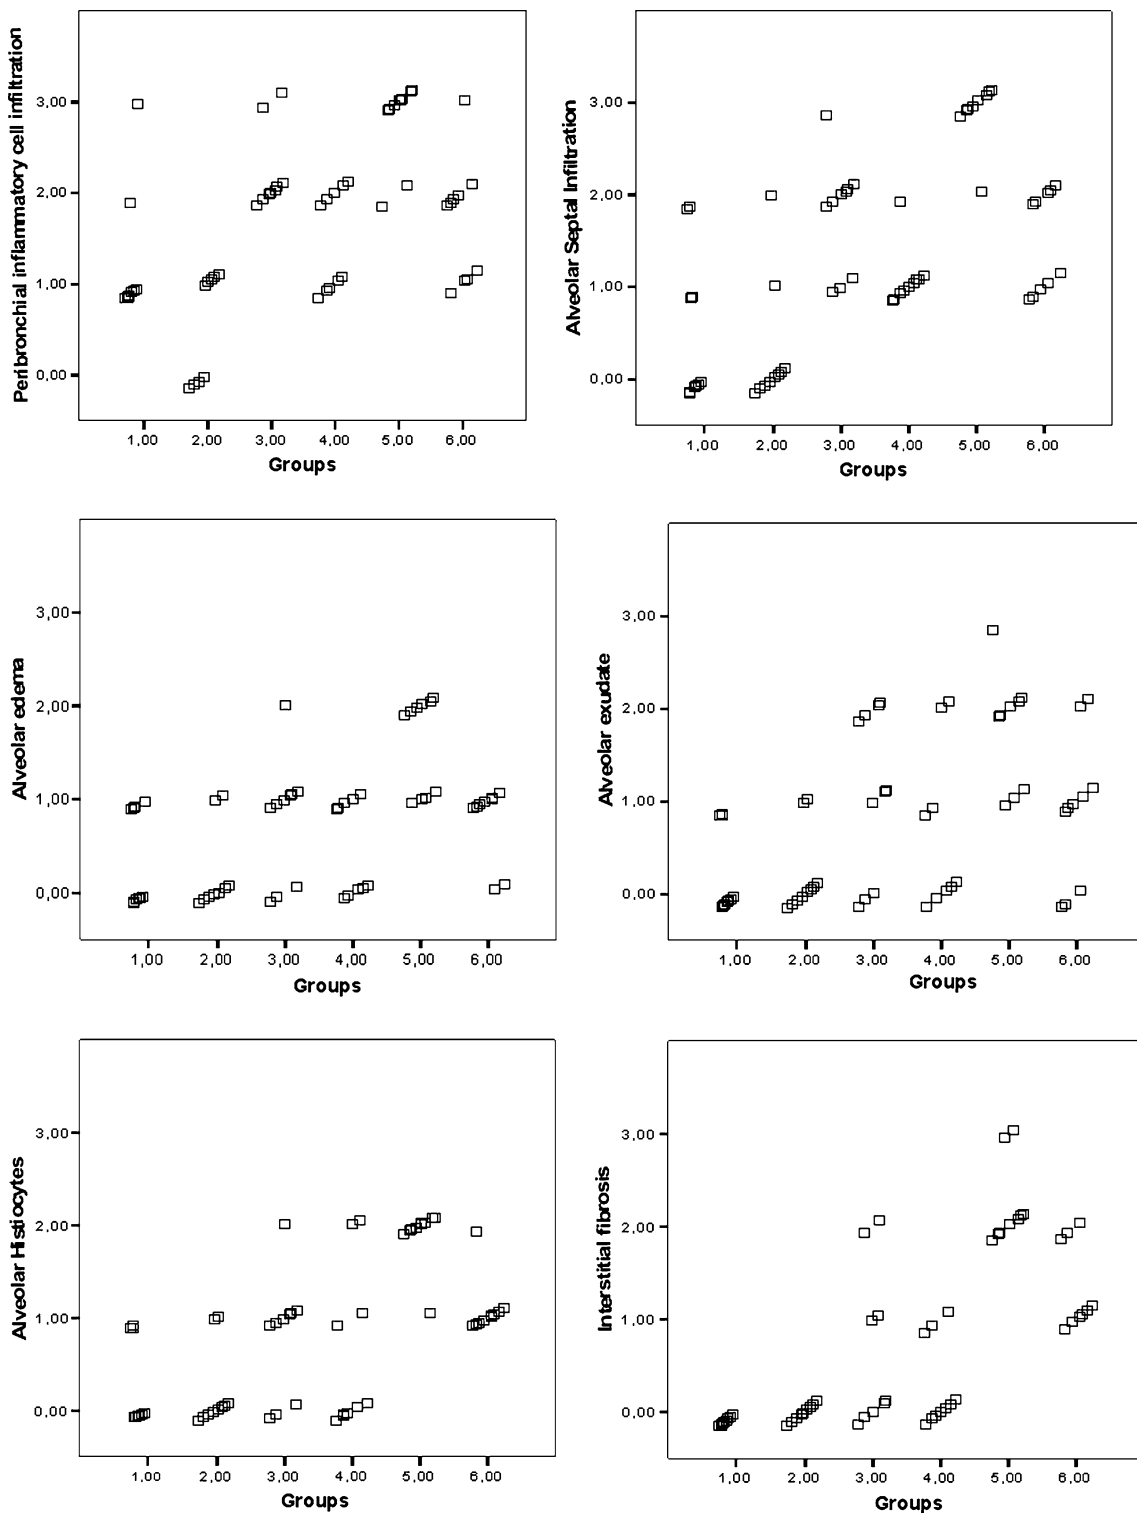 Peribronchial inflammatory cell infiltration
3,00
2,00
1,00
0,00
1,00 2,00 3,00 4,00 5,00 6,00
Groups
Alveolar Septal Infiltration
3,00
2,00
1,00
0,00
1,00 2,00 3,00 4,00 5,00 6,00
Groups
Alveolar edema
3,00
2,00
1,00
0,00
1,00 2,00 3,00 4,00 5,00 6,00
Groups
Alveolar exudate
3,00
2,00
1,00
0,00
1,00 2,00 3,00 4,00 5,00 6,00
Groups
Alveolar Histiocytes
3,00
2,00
1,00
0,00
1,00 2,00 3,00 4,00 5,00 6,00
Groups
Interstitial fibrosis
3,00
2,00
1,00
0,00
1,00 2,00 3,00 4,00 5,00 6,00
Groups